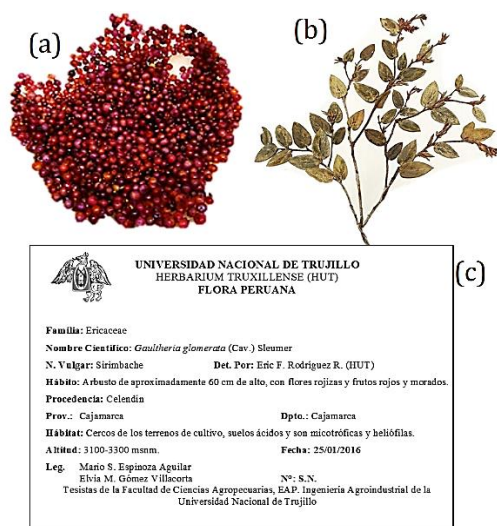 (a)
(b)
(c)
UNIVERSIDAD NACIONAL DE TRUJILLO
HERBARIUM TRUXILLENSE (HUT)
FLORA PERUANA
Familia: Ericaceae
Nombre Científico: Gaultheria glomerata (Cav.) Sleumer
N. Vulgar: Sirimbache Det. Por: Eric F. Rodríguez R. (HUT)
Hábito: Arbusto de aproximadamente 60 cm de alto, con flores rojizas y frutos rojos y morados.
Procedencia: Celendín
Prov.: Cajamarca Dpto.: Cajamarca
Hábitat: Cercos de los terrenos de cultivo, suelos ácidos y son micotróficas y heliófilas.
Altitud: 3100-3300 msnm. Fecha: 25/01/2016
Leg. Mario S. Espinoza Aguilar
Elvia M. Gómez Villacorta Nº: S.N.
Tesistas de la Facultad de Ciencias Agropecuarias, EAP. Ingeniería Agroindustrial de la
Universidad Nacional de Trujillo